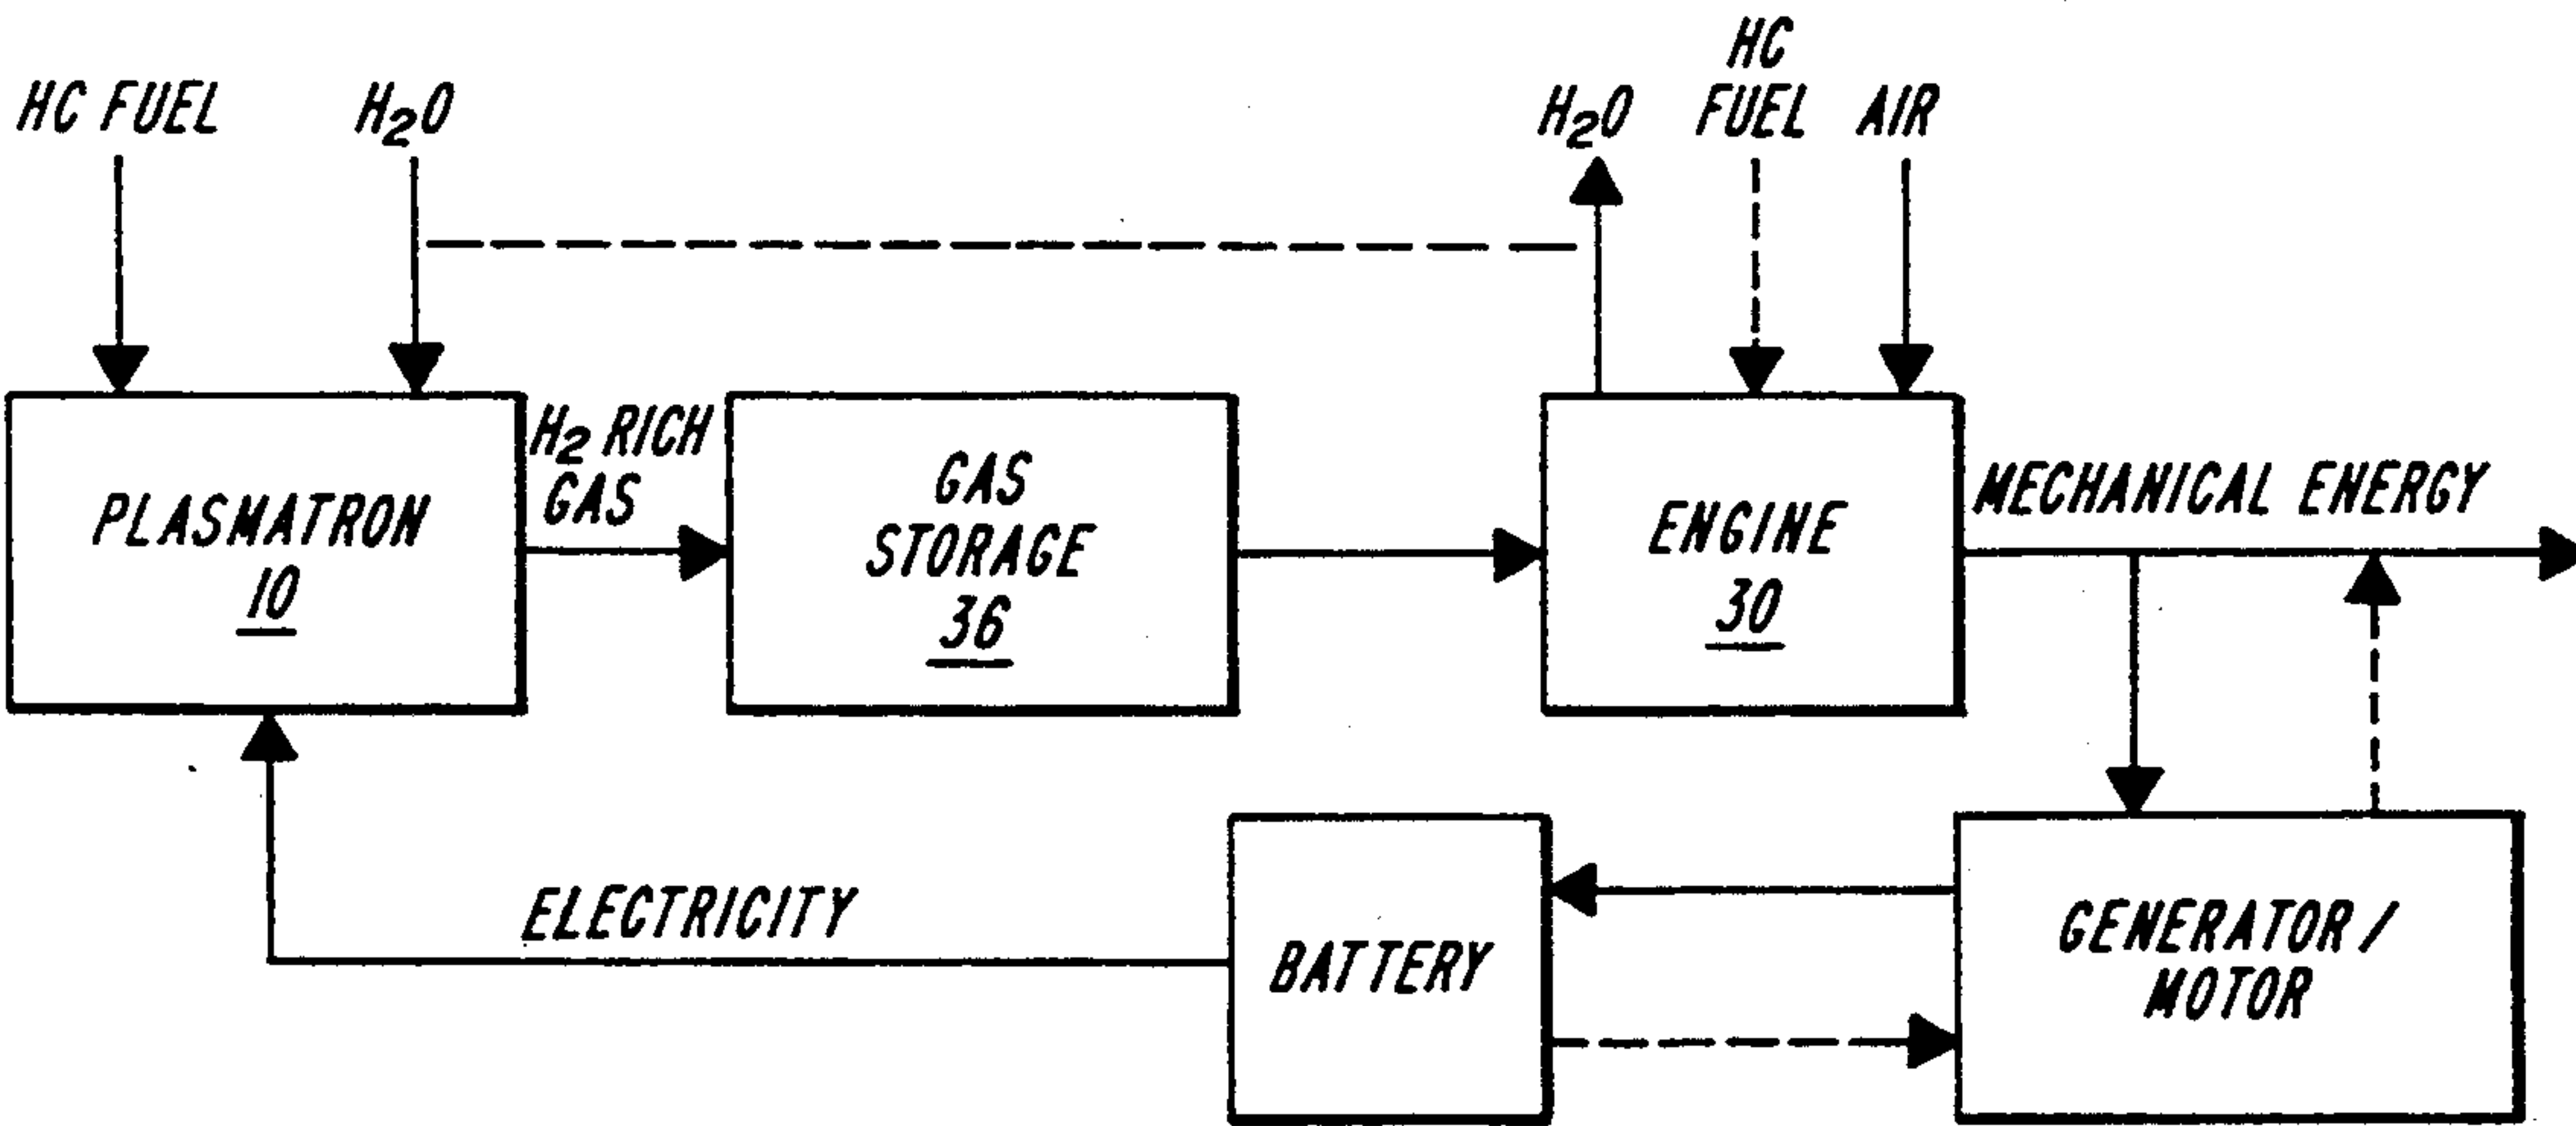 HC FUEL
H2O
H2O
HC
FUEL
AIR
PLASMATRON
10
H2 RICH
GAS
GAS
STORAGE
36
ENGINE
30
MECHANICAL ENERGY
ELECTRICITY
BATTERY
GENERATOR/
MOTOR